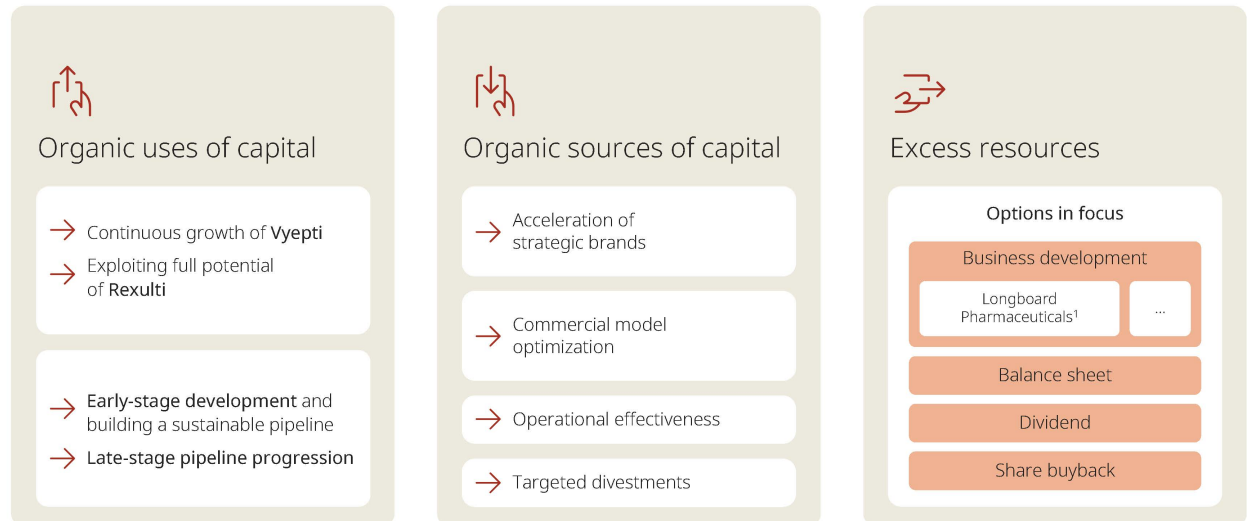 Organic uses of capital
Continuous growth of Vyepti
Exploiting full potential
of Rexulti
Early-stage development and
building a sustainable pipeline
Late-stage pipeline progression
Organic sources of capital
Acceleration of
strategic brands
Commercial model
optimization
Operational effectiveness
Targeted divestments
Excess resources
Options in focus
Business development
Longboard
Pharmaceuticals¹
...
Balance sheet
Dividend
Share buyback